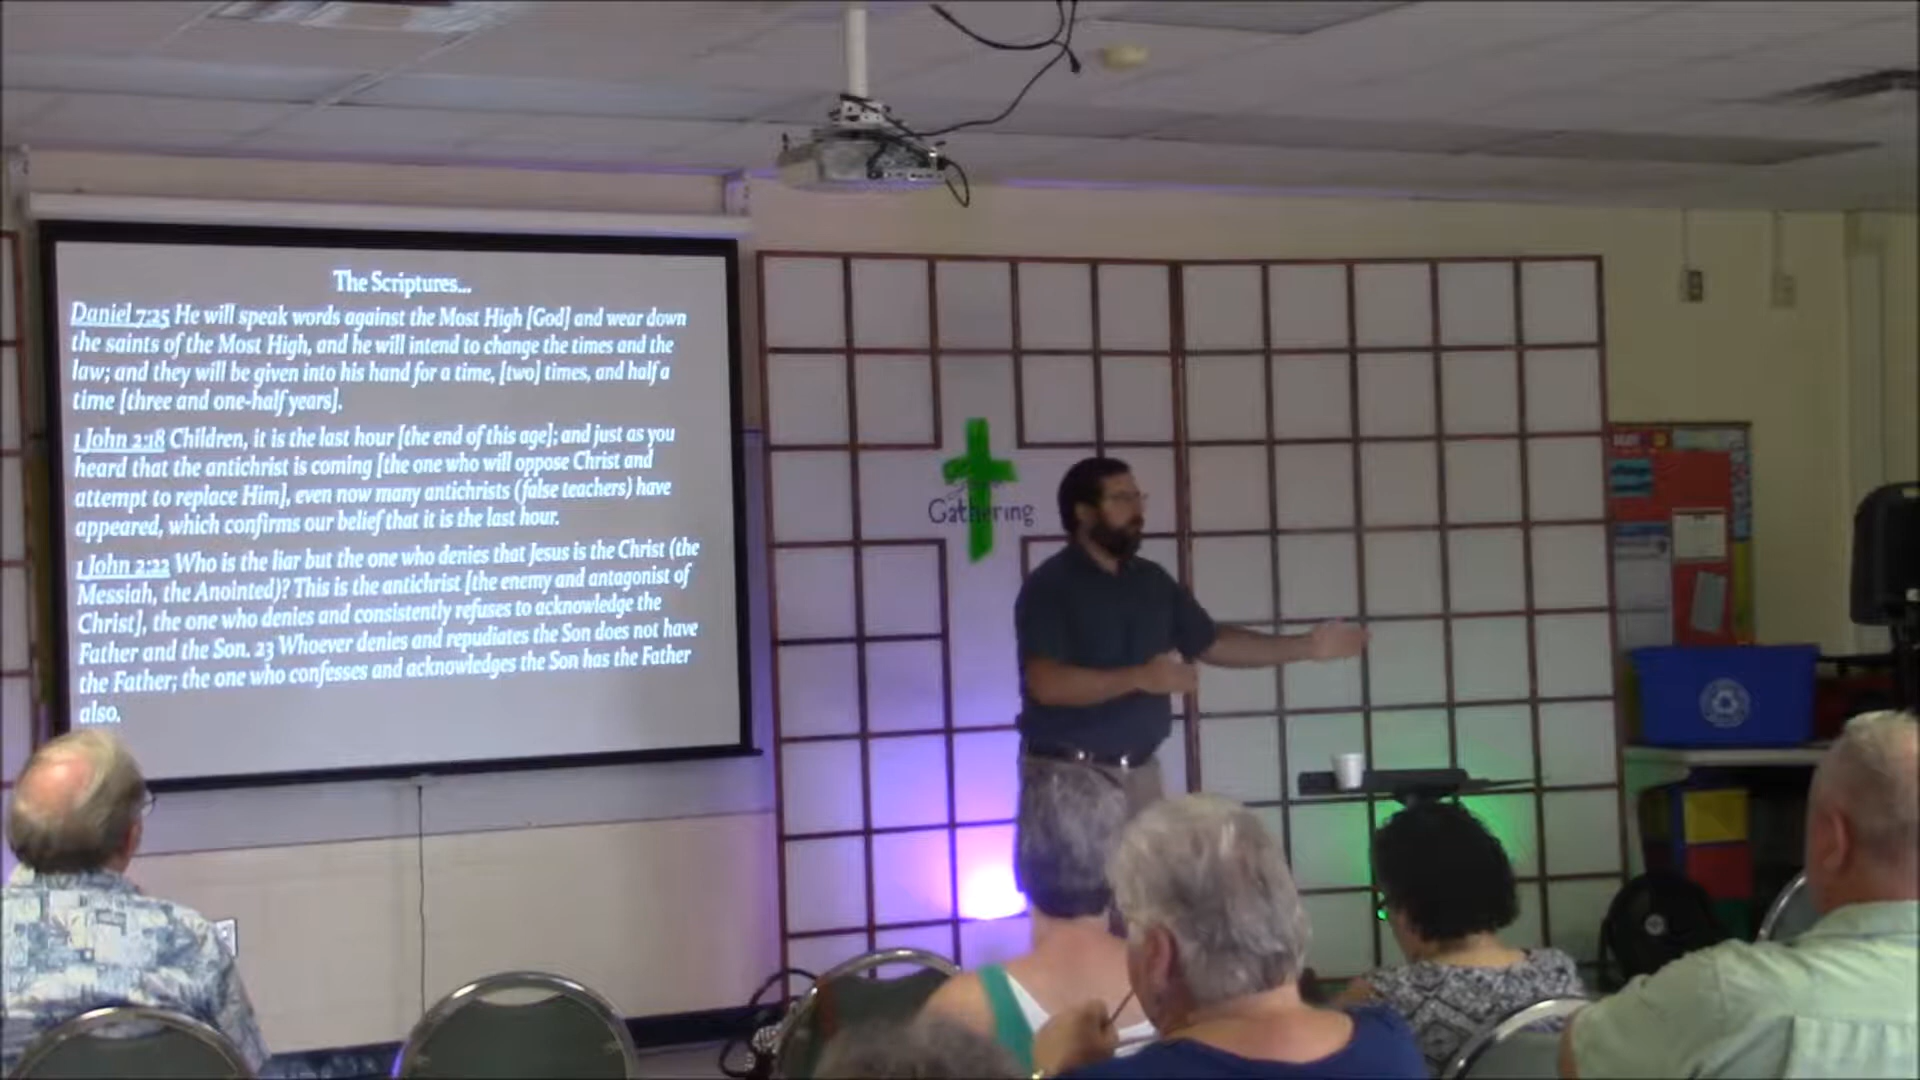 The Scriptures...
Daniel 7:25 He will speak words against the Most High [God] and wear down
the saints of the Most High, and he will intend to change the times and the
law; and they will be given into his hand for a time, [two] times, and half a
time [three and one-half years].
1 John 2:18 Children, it is the last hour [the end of this age]; and just as you
heard that the antichrist is coming [the one who will oppose Christ and
attempt to replace Him], even now many antichrists (false teachers) have
appeared, which confirms our belief that it is the last hour.
1 John 2:22 Who is the liar but the one who denies that Jesus is the Christ (the
Messiah, the Anointed)? This is the antichrist [the enemy and antagonist of
Christ], the one who denies and consistently refuses to acknowledge the
Father and the Son. 23 Whoever denies and repudiates the Son does not have
the Father; the one who confesses and acknowledges the Son has the Father
also.
Gathering